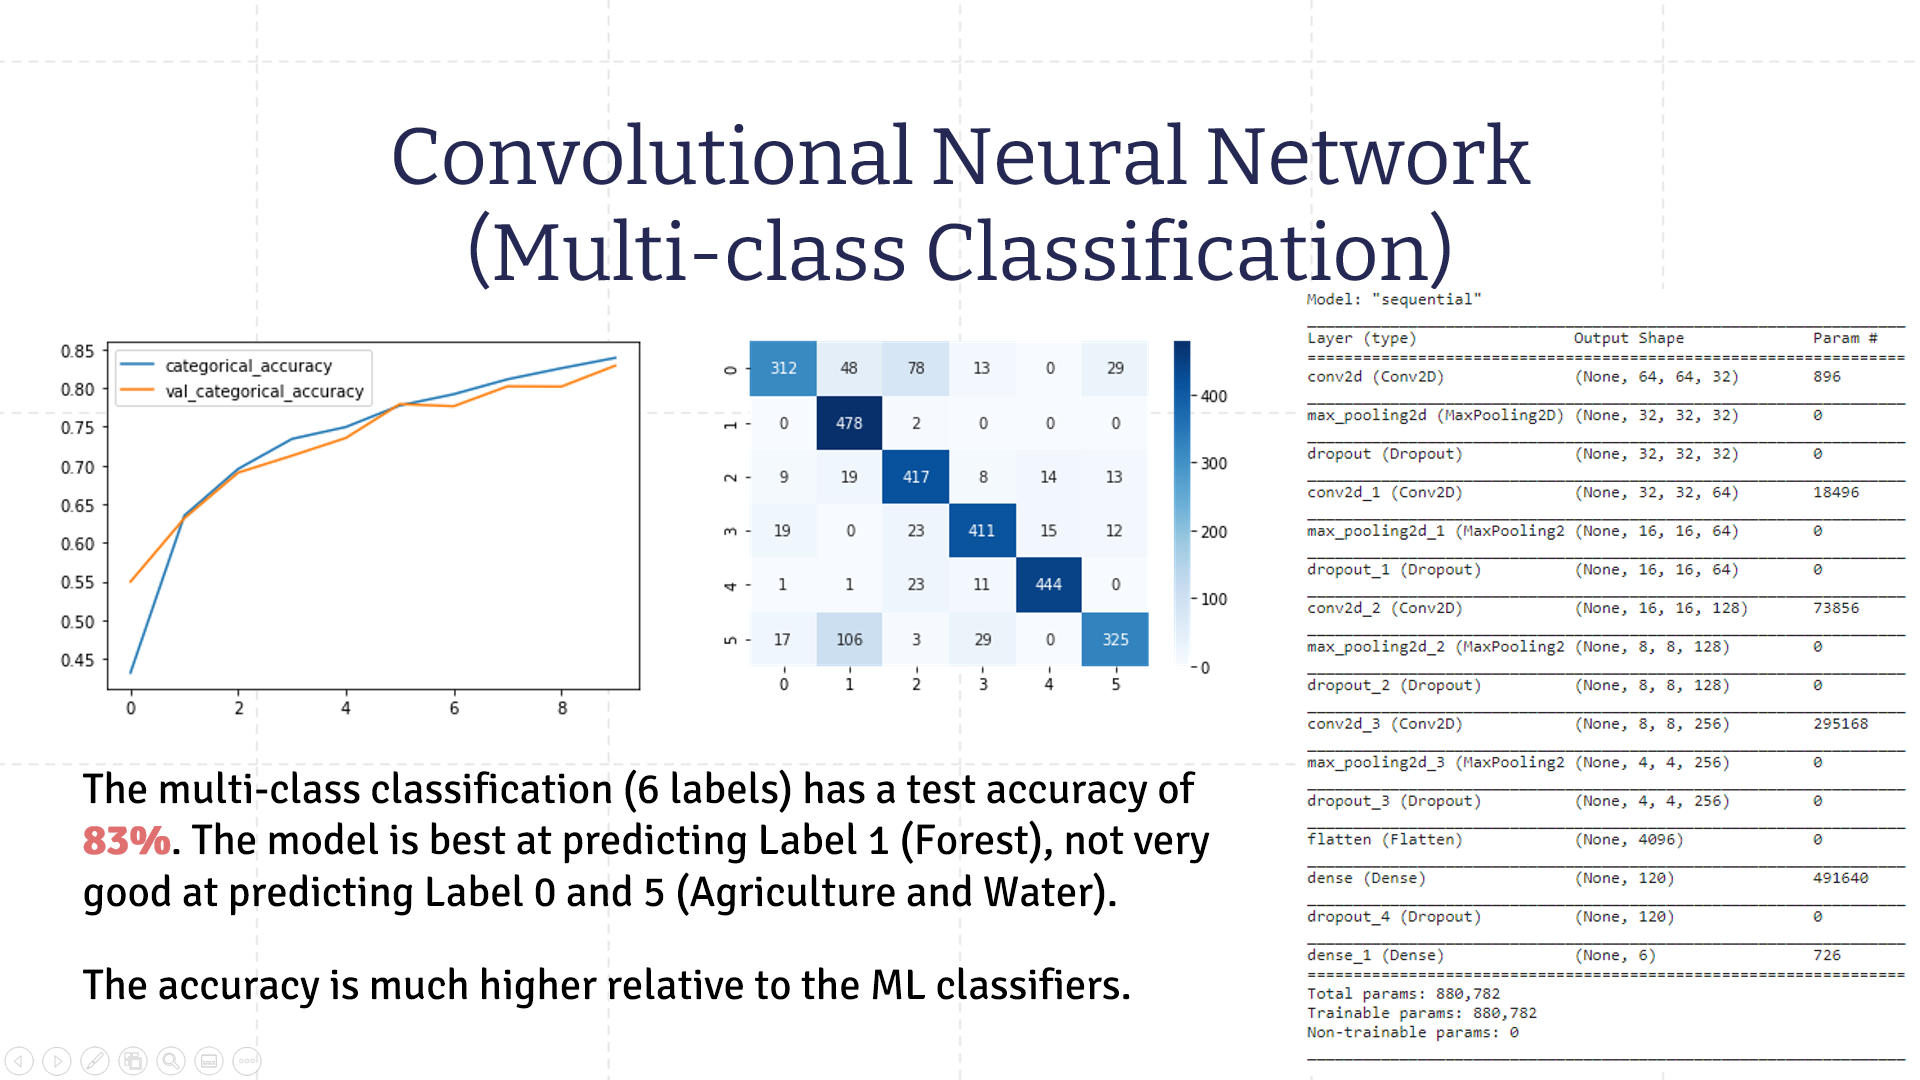 Convolutional Neural Network
(Multi-class Classification)
0.85
0.80
0.75
0.70
0.65
0.60
0.55
0.50
0.45
categorical_accuracy
val_categorical_accuracy
0 2 4 6 8
0 312 48 78 13 0 29
1 0 478 2 0 0 0
2 9 19 417 8 14 13
3 19 0 23 411 15 12
4 1 1 23 11 444 0
5 17 106 3 29 0 325
0 1 2 3 4 5
400
300
200
100
0
Model: "sequential"
Layer (type) Output Shape Param #
conv2d (Conv2D) (None, 64, 64, 32) 896
max_pooling2d (MaxPooling2D) (None, 32, 32, 32) 0
dropout (Dropout) (None, 32, 32, 32) 0
conv2d_1 (Conv2D) (None, 32, 32, 64) 18496
max_pooling2d_1 (MaxPooling2 (None, 16, 16, 64) 0
dropout_1 (Dropout) (None, 16, 16, 64) 0
conv2d_2 (Conv2D) (None, 16, 16, 128) 73856
max_pooling2d_2 (MaxPooling2 (None, 8, 8, 128) 0
dropout_2 (Dropout) (None, 8, 8, 128) 0
conv2d_3 (Conv2D) (None, 8, 8, 256) 295168
max_pooling2d_3 (MaxPooling2 (None, 4, 4, 256) 0
dropout_3 (Dropout) (None, 4, 4, 256) 0
flatten (Flatten) (None, 4096) 0
dense (Dense) (None, 120) 491640
dropout_4 (Dropout) (None, 120) 0
dense_1 (Dense) (None, 6) 726
Total params: 880,782
Trainable params: 880,782
Non-trainable params: 0
The multi-class classification (6 labels) has a test accuracy of
83%. The model is best at predicting Label 1 (Forest), not very
good at predicting Label 0 and 5 (Agriculture and Water).
The accuracy is much higher relative to the ML classifiers.